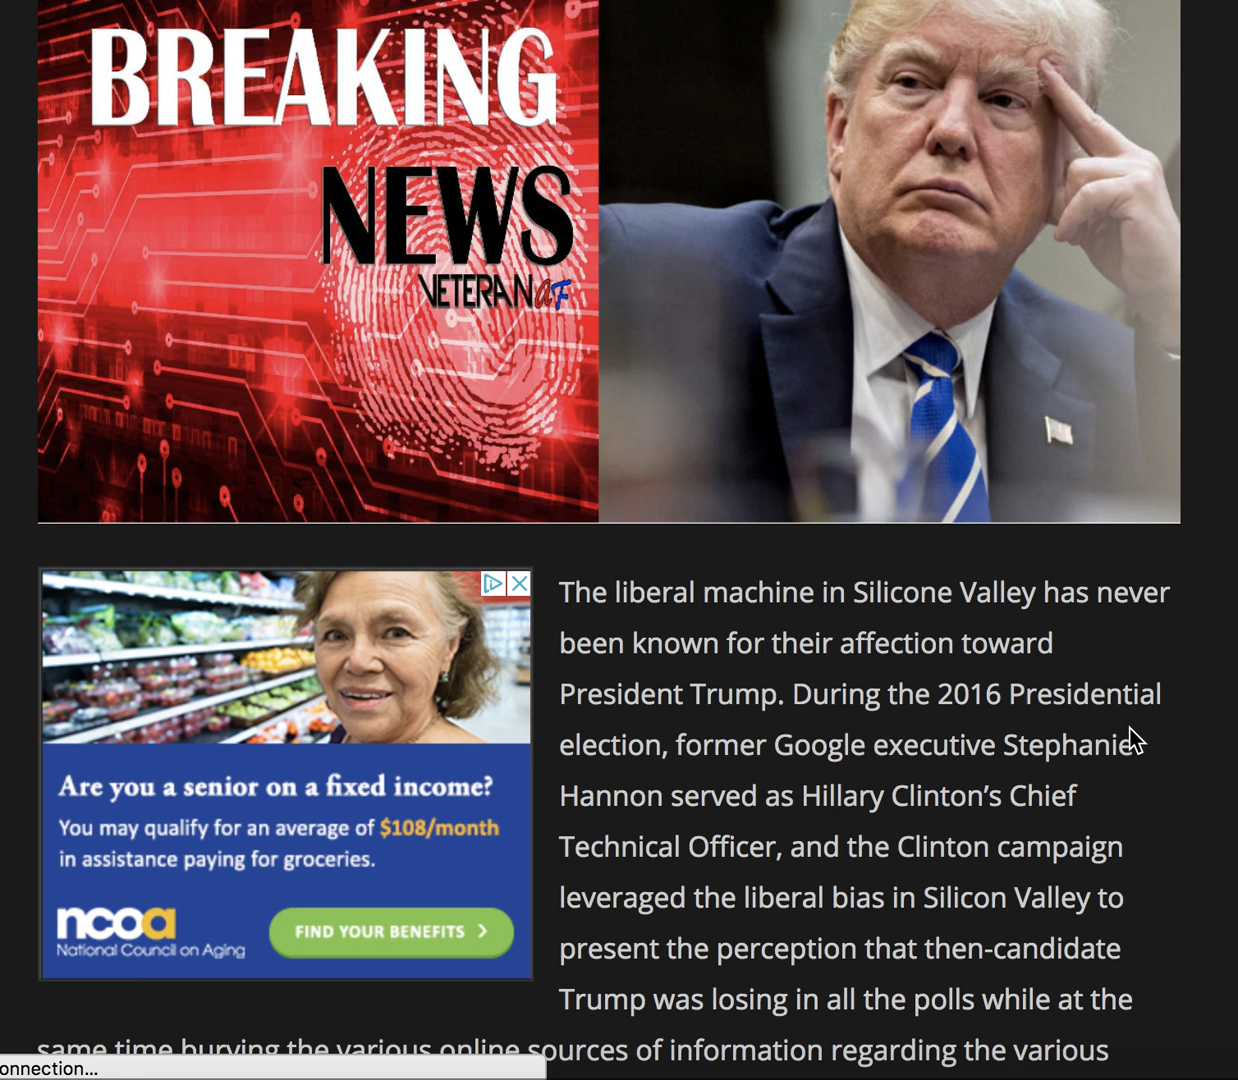 BREAKING
NEWS
VETERAN aF
Are you a senior on a fixed income?
You may qualify for an average of $108/month
in assistance paying for groceries.
ncoa
National Council on Aging
FIND YOUR BENEFITS
The liberal machine in Silicone Valley has never
been known for their affection toward
President Trump. During the 2016 Presidential
election, former Google executive Stephanie
Hannon served as Hillary Clinton’s Chief
Technical Officer, and the Clinton campaign
leveraged the liberal bias in Silicon Valley to
present the perception that then-candidate
Trump was losing in all the polls while at the
same time burying the various online sources of information regarding the various
onnection...